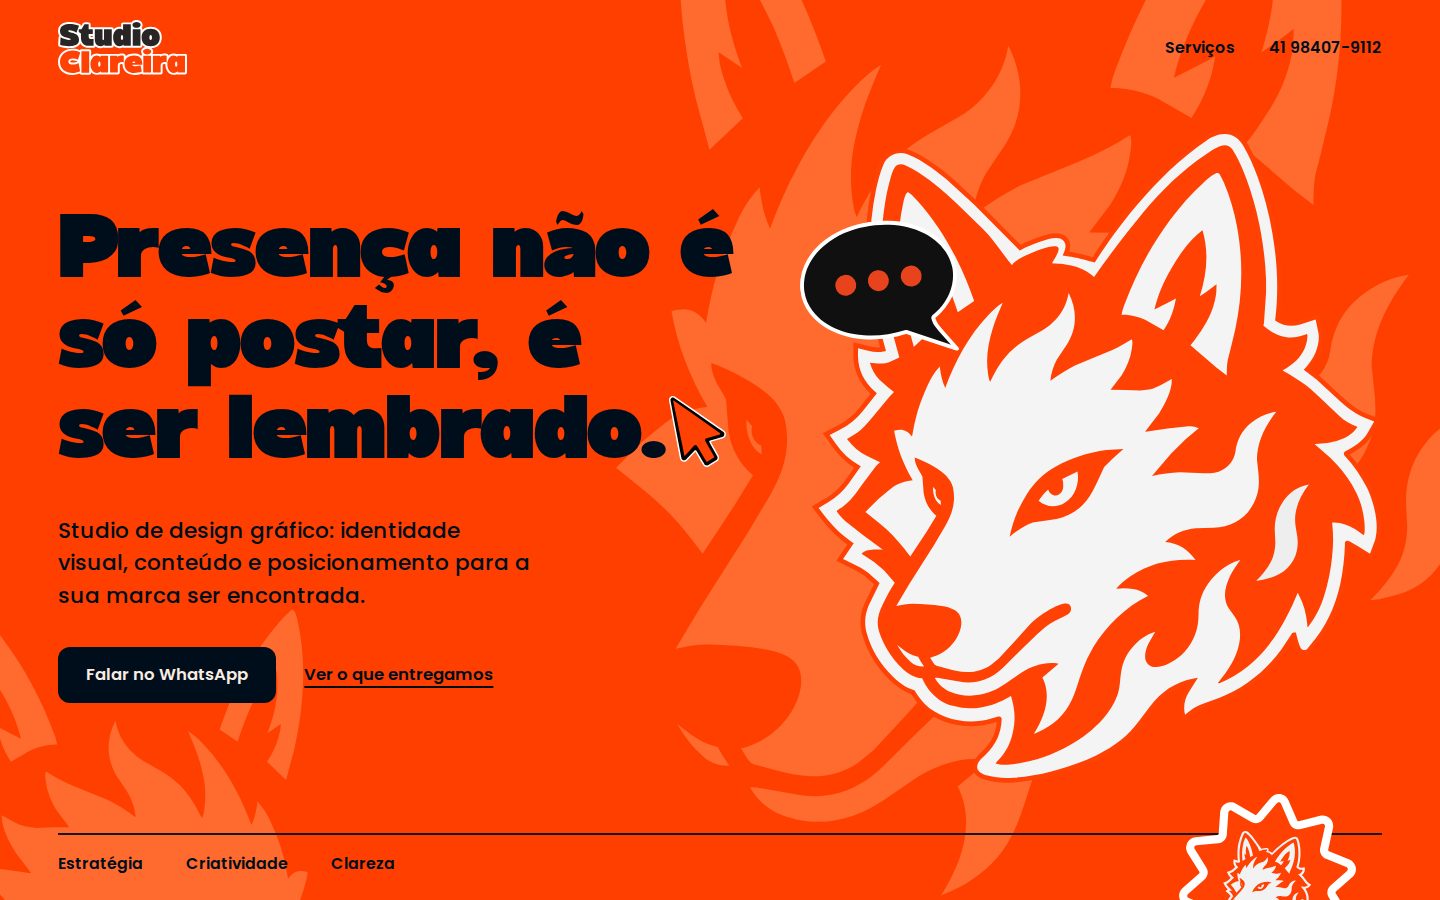 Studio
Clareira
Serviços
41 98407-9112
Presença não é
só postar, é
ser lembrado.
Studio de design gráfico: identidade
visual, conteúdo e posicionamento para a
sua marca ser encontrada.
Falar no WhatsApp
Ver o que entregamos
Estratégia
Criatividade
Clareza